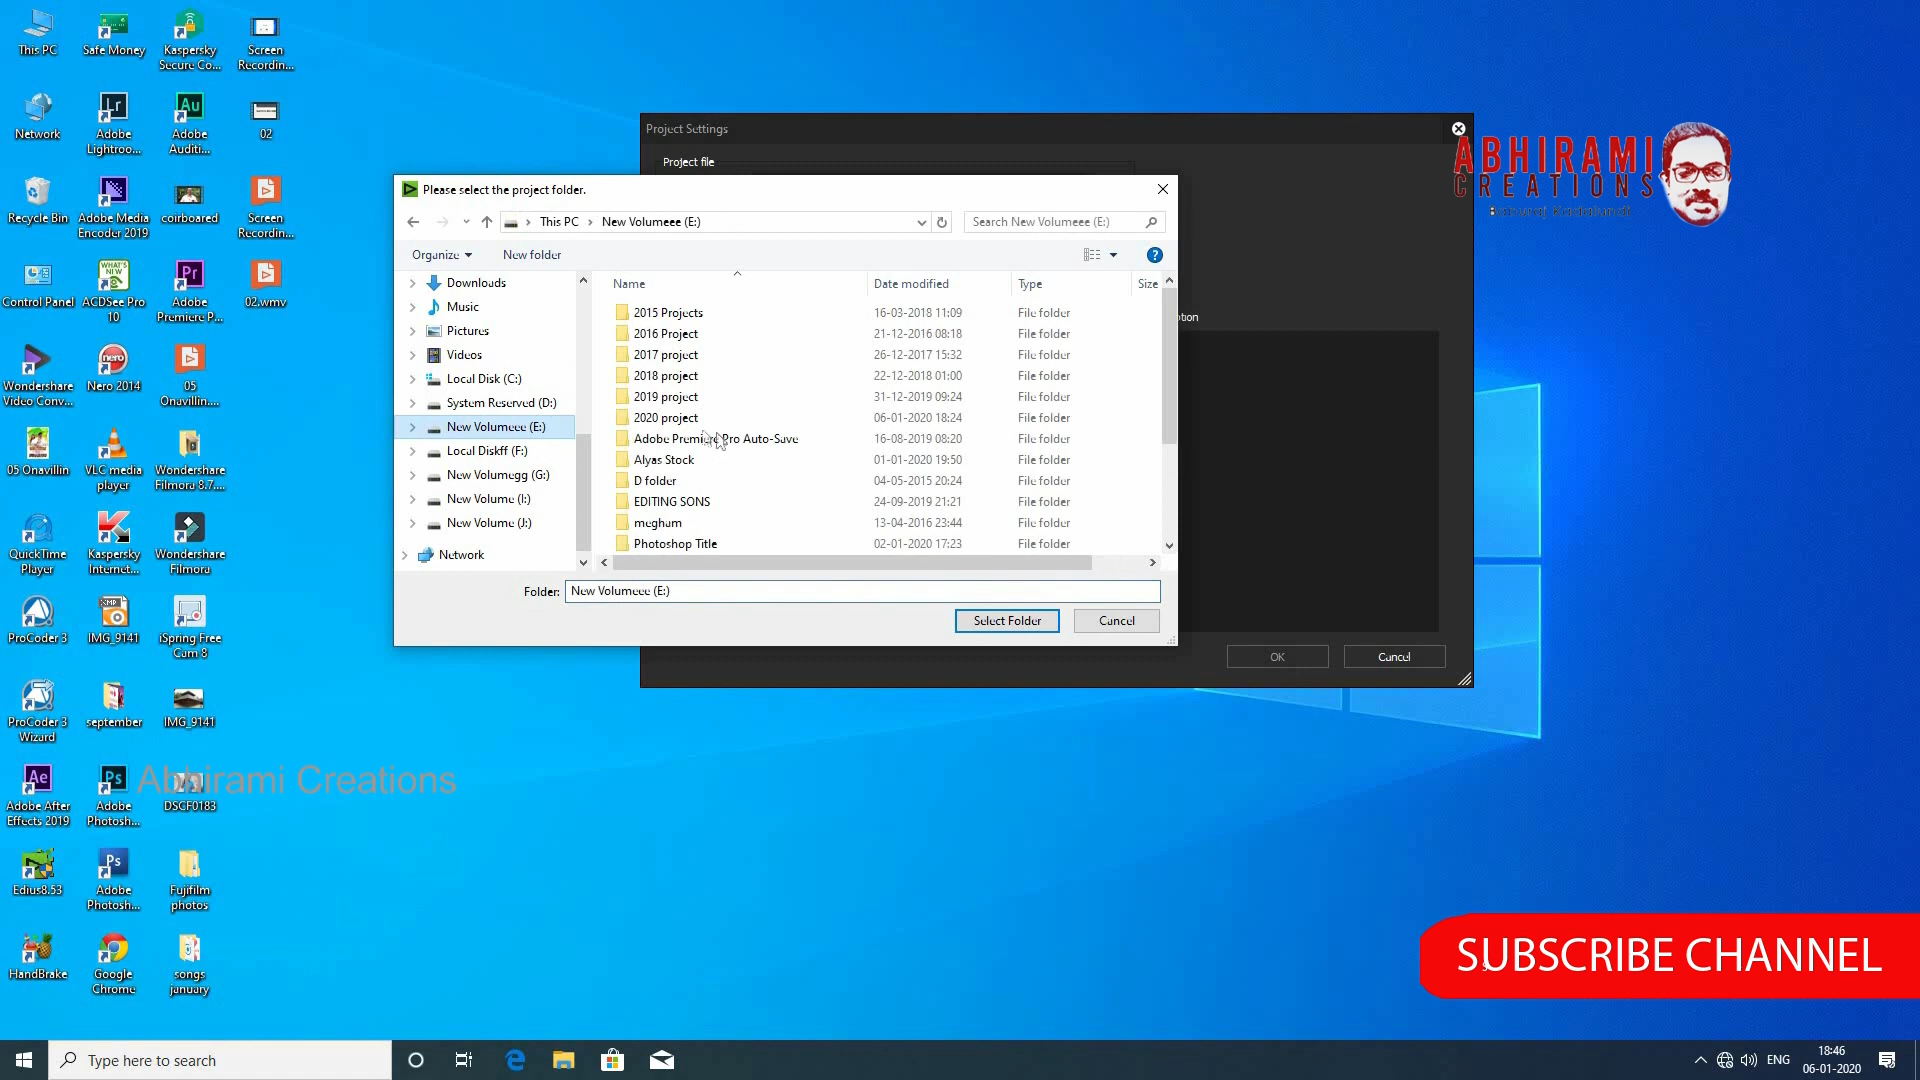 This PC
Safe Money
Kaspersky
Secure Co...
Screen
Recordin...
Network
Adobe
Lightroo...
Adobe
Auditi...
02
Recycle Bin
Adobe Media
Encoder 2019
coirboared
Screen
Recordin...
Control Panel
ACDSee Pro
10
Adobe
Premiere P...
02.wmv
Wondershare
Video Conv...
Nero 2014
05
Onavillin....
05 Onavillin
VLC media
player
Wondershare
Filmora 8.7....
QuickTime
Player
Kaspersky
Internet...
Wondershare
Filmora
ProCoder 3
IMG_9141
iSpring Free
Cam 8
ProCoder 3
Wizard
september
IMG_9141
Adobe After
Effects 2019
Adobe
Photosh...
DSCF0183
Abhirami Creations
Edius8.53
Adobe
Photosh...
Fujifilm
photos
HandBrake
Google
Chrome
songs
january
Project Settings
Project file
ABHIRAMI
CREATIONS
Please select the project folder.
This PC
New Volumeee (E:)
Search New Volumeee (E:)
Organize
New folder
Downloads
Music
Pictures
Videos
Local Disk (C:)
System Reserved (D:)
New Volumeee (E:)
Local Diskff (F:)
New Volumegg (G:)
New Volume (I:)
New Volume (J:)
Network
Name Date modified Type Size
2015 Projects 16-03-2018 11:09 File folder
2016 Project 21-12-2016 08:18 File folder
2017 project 26-12-2017 15:32 File folder
2018 project 22-12-2018 01:00 File folder
2019 project 31-12-2019 09:24 File folder
2020 project 06-01-2020 18:24 File folder
Adobe Premiere Pro Auto-Save 16-08-2019 08:20 File folder
Alyas Stock 01-01-2020 19:50 File folder
D folder 04-05-2015 20:24 File folder
EDITING SONS 24-09-2019 21:21 File folder
megham 13-04-2016 23:44 File folder
Photoshop Title 02-01-2020 17:23 File folder
Folder: New Volumeee (E:)
Select Folder
Cancel
OK
Cancel
SUBSCRIBE CHANNEL
Type here to search
ENG
18:46
06-01-2020